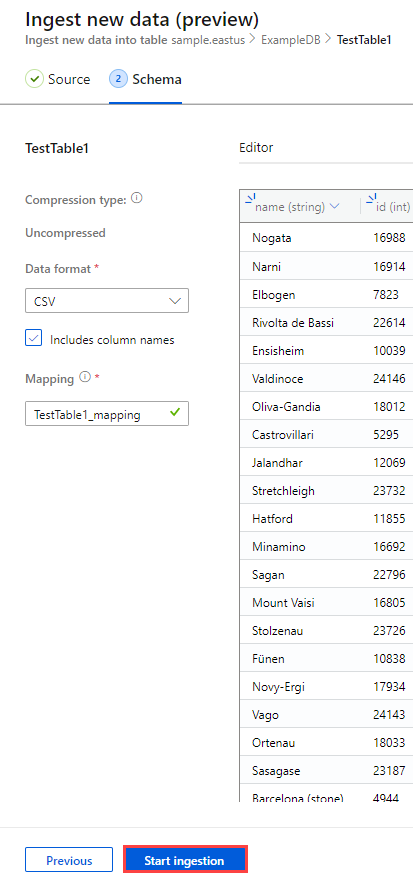 Ingest new data (preview)
Ingest new data into table sample.eastus > ExampleDB > TestTable1
Source
2 Schema
TestTable1
Compression type:
Uncompressed
Data format *
CSV
Includes column names
Mapping *
TestTable1_mapping
Editor
name (string) id (int)
Nogata 16988
Narni 16914
Elbogen 7823
Rivolta de Bassi 22614
Ensisheim 10039
Valdinoce 24146
Oliva-Gandia 18012
Castrovillari 5295
Jalandhar 12069
Stretchleigh 23732
Hatford 11855
Minamino 16692
Sagan 22796
Mount Vaisi 16805
Stolzenau 23726
Fünen 10838
Novy-Ergi 17934
Vago 24143
Ortenau 18033
Sasagase 23187
Barcelona (stone) 4944
Previous
Start ingestion